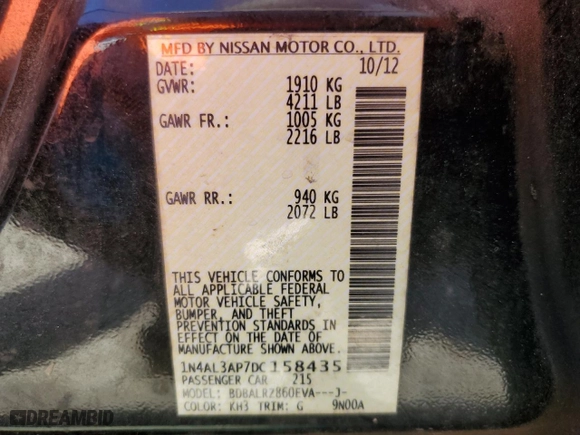 MFD BY NISSAN MOTOR CO., LTD.
DATE: 10/12
GVWR: 1910 KG
4211 LB
GAWR FR.: 1005 KG
2216 LB
GAWR RR.: 940 KG
2072 LB
THIS VEHICLE CONFORMS TO
ALL APPLICABLE FEDERAL
MOTOR VEHICLE SAFETY,
BUMPER, AND THEFT
PREVENTION STANDARDS IN
EFFECT ON THE DATE OF
MANUFACTURE SHOWN ABOVE.
1N4AL3AP7DC158435
PASSENGER CAR 215
MODEL: BDBALRZ860EVA---J-
COLOR: KH3 TRIM: G 9N00A
DREAMBID